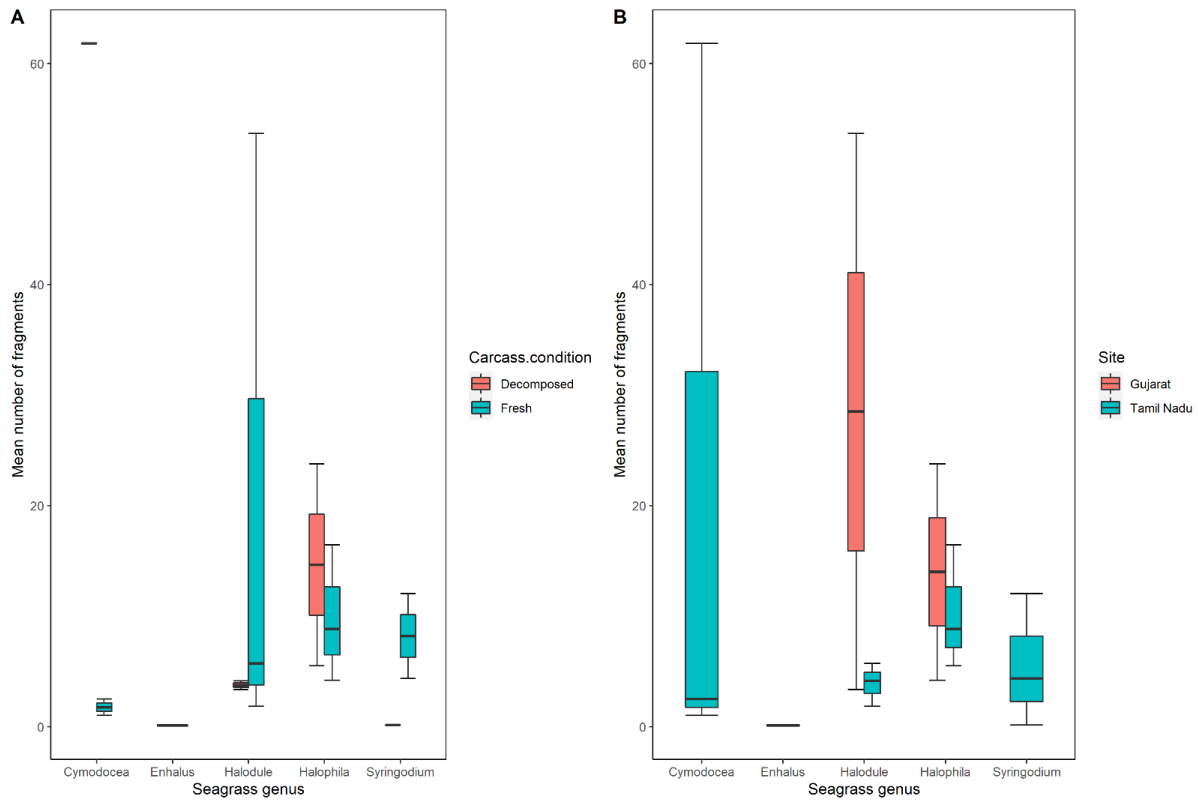 A
60
40
20
0
Mean number of fragments
Cymodocea Enhalus Halodule Halophila Syringodium
Seagrass genus
Carcass.condition
Decomposed
Fresh
B
60
40
20
0
Mean number of fragments
Cymodocea Enhalus Halodule Halophila Syringodium
Seagrass genus
Site
Gujarat
Tamil Nadu